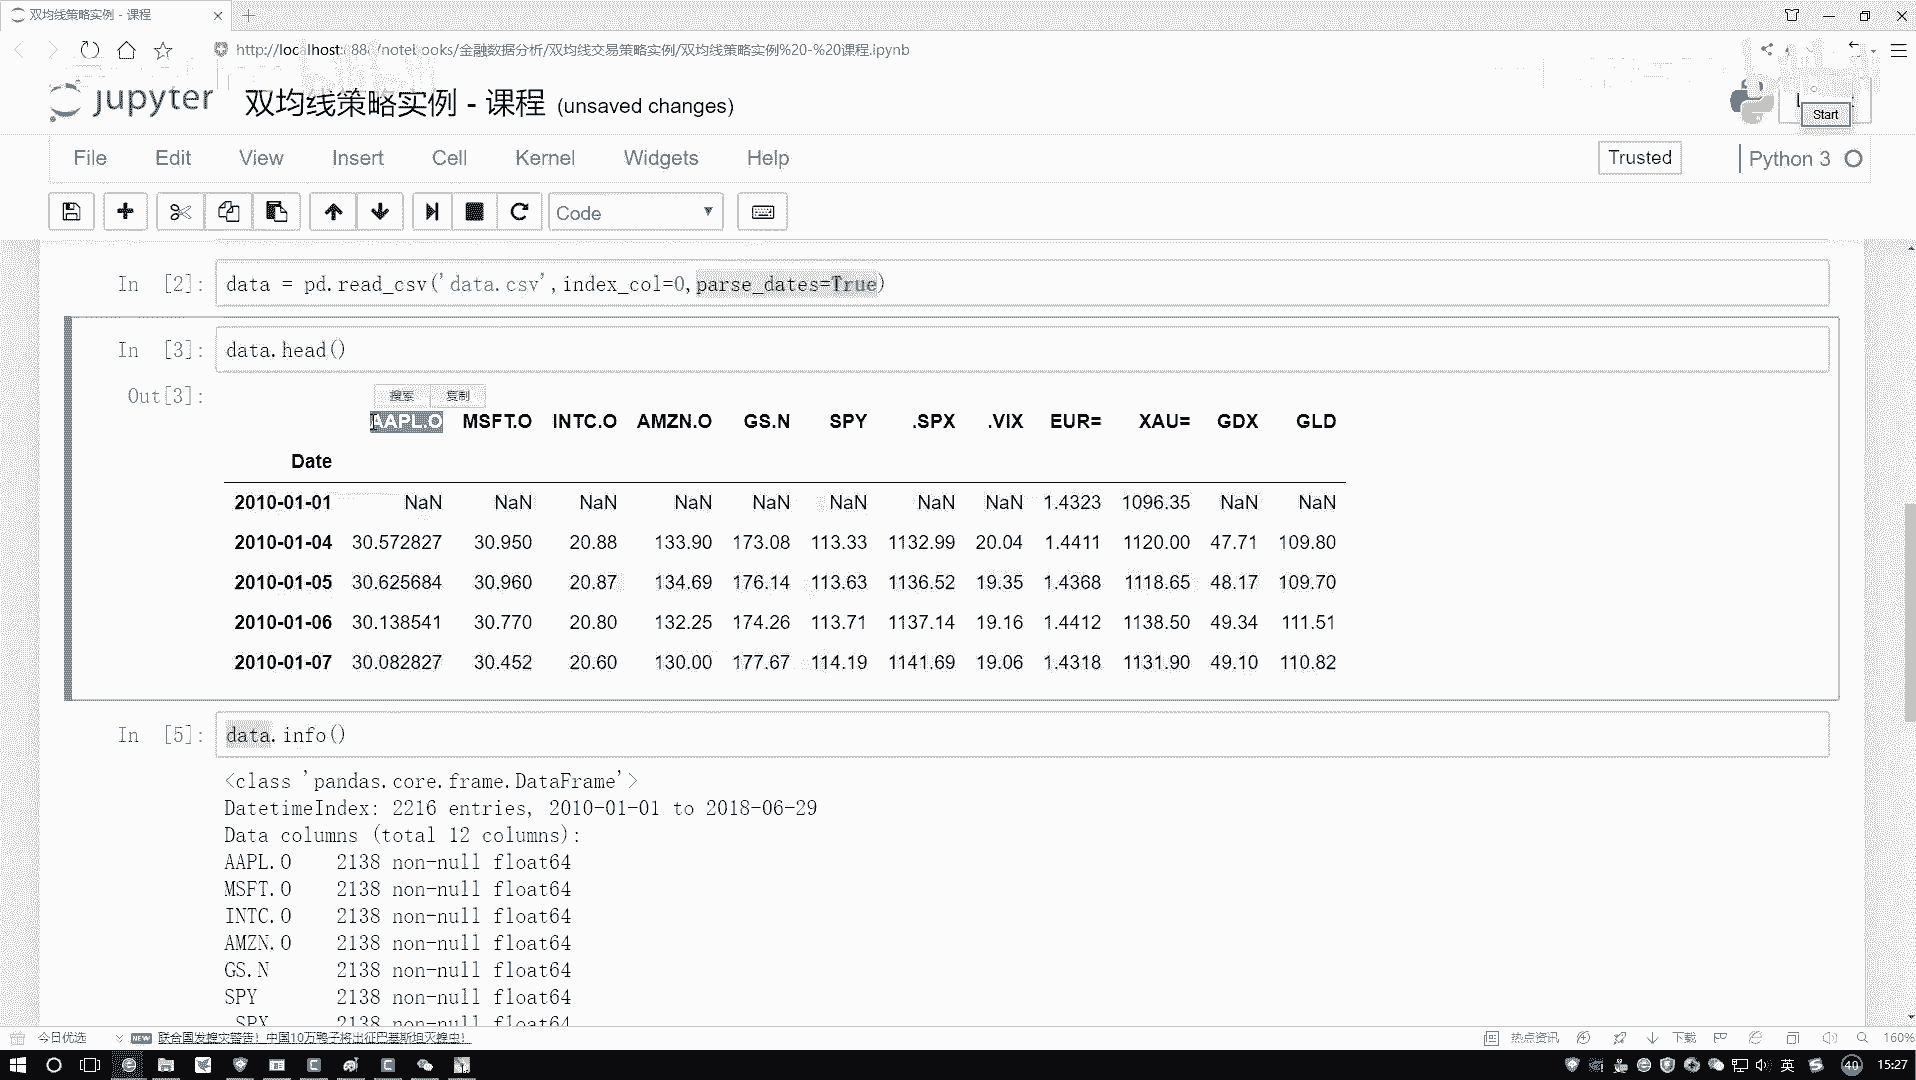 双均线策略实例 - 课程
/notebooks/金融数据分析/双均线交易策略实例/双均线策略实例%20-%20课程.ipynb
jupyter 双均线策略实例 - 课程 (unsaved changes)
Start
File Edit View Insert Cell Kernel Widgets Help Trusted Python 3
Code
In [2]: data = pd.read_csv('data.csv',index_col=0,parse_dates=True)
In [3]: data.head()
Out[3]:
搜索 复制
AAPL.O MSFT.O INTC.O AMZN.O GS.N SPY .SPX .VIX EUR= XAU= GDX GLD
Date
2010-01-01 NaN NaN NaN NaN NaN NaN NaN NaN 1.4323 1096.35 NaN NaN
2010-01-04 30.572827 30.950 20.88 133.90 173.08 113.33 1132.99 20.04 1.4411 1120.00 47.71 109.80
2010-01-05 30.625684 30.960 20.87 134.69 176.14 113.63 1136.52 19.35 1.4368 1118.65 48.17 109.70
2010-01-06 30.138541 30.770 20.80 132.25 174.26 113.71 1137.14 19.16 1.4412 1138.50 49.34 111.51
2010-01-07 30.082827 30.452 20.60 130.00 177.67 114.19 1141.69 19.06 1.4318 1131.90 49.10 110.82
In [5]: data.info()
<class 'pandas.core.frame.DataFrame'>
DatetimeIndex: 2216 entries, 2010-01-01 to 2018-06-29
Data columns (total 12 columns):
AAPL.O 2138 non-null float64
MSFT.O 2138 non-null float64
INTC.O 2138 non-null float64
AMZN.O 2138 non-null float64
GS.N 2138 non-null float64
SPY 2138 non-null float64
.SPX 2138 non-null float64
今日优选 NEW 联合国发蝗灾警告！中国10万鸭子将出征巴基斯坦灭蝗虫！ 热点资讯 下载 160%
英 40 15:27